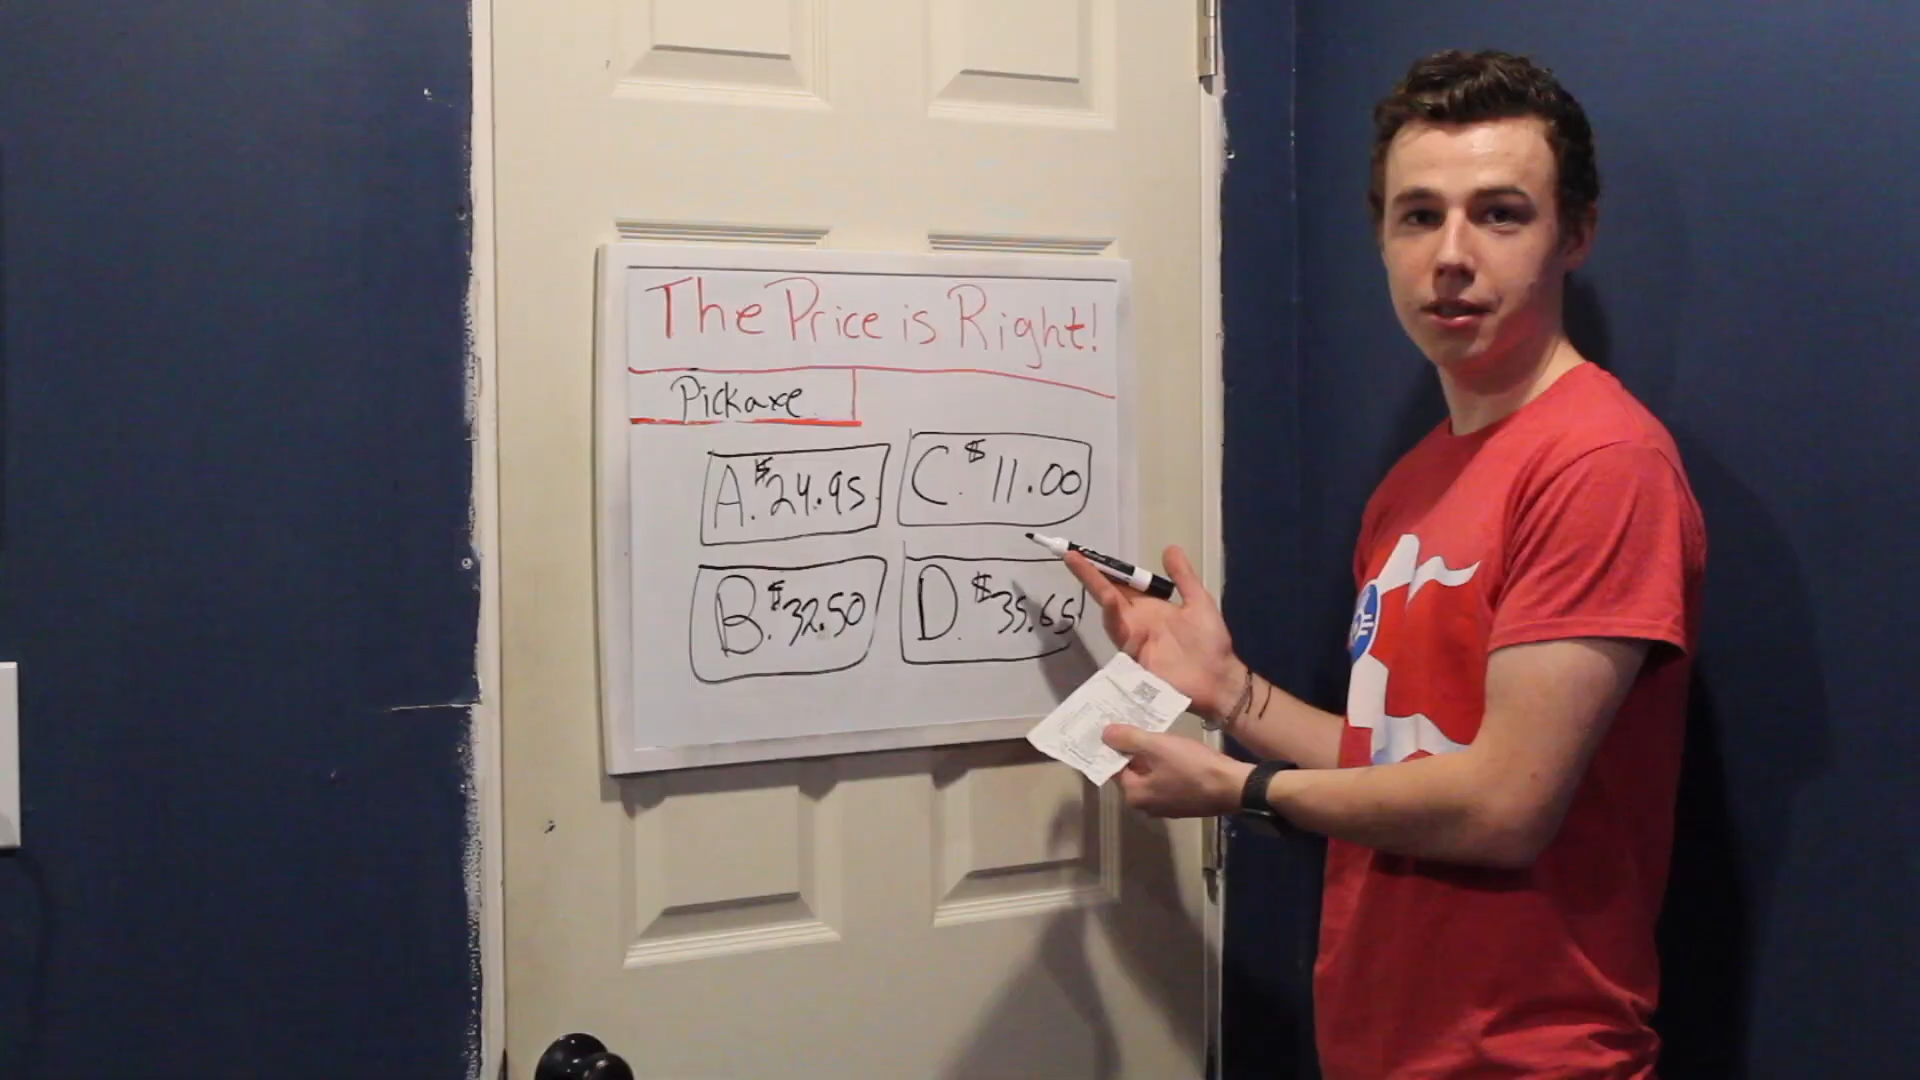 The Price is Right!
Pickaxe
A. $24.95
C. $11.00
B. $32.50
D. $35.65